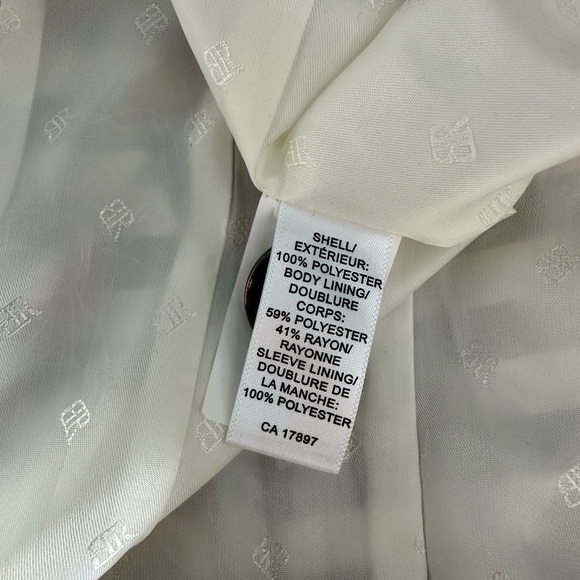 SHELL/
EXTÉRIEUR:
100% POLYESTER
BODY LINING/
DOUBLURE
CORPS:
59% POLYESTER
41% RAYON/
RAYONNE
SLEEVE LINING/
DOUBLURE DE
LA MANCHE:
100% POLYESTER
CA 17897